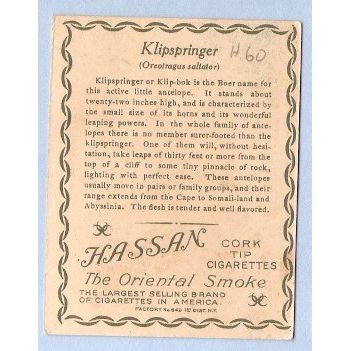 Klipspringer
H.60
(Oreotragus saltator)
Klipspringer or Klip-bok is the Boer name for
this active little antelope. It stands about
twenty-two inches high, and is characterized by
the small size of its horns and its wonderful
leaping powers. In the whole family of ante-
lopes there is no member surer-footed than the
klipspringer. One of them will, without hesi-
tation, take leaps of thirty feet or more from the
top of a cliff to some tiny pinnacle of rock,
lighting with perfect ease. These antelopes
usually move in pairs or family groups, and their
range extends from the Cape to Somali-land and
Abyssinia. The flesh is tender and well flavored.
HASSAN
CORK
TIP
CIGARETTES
The Oriental Smoke
THE LARGEST SELLING BRAND
OF CIGARETTES IN AMERICA.
FACTORY No. 649 1ST DIST. N.Y.